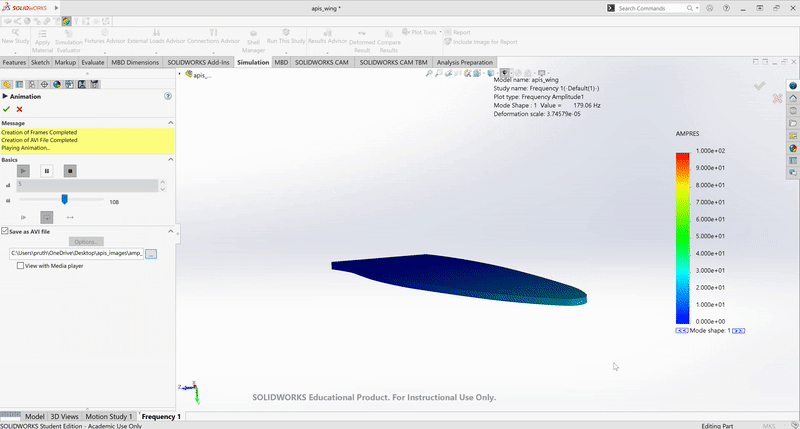 SOLIDWORKS
apis_wing *
Search Commands
New Study
Apply Material
Simulation Evaluator
Fixtures Advisor
External Loads Advisor
Connections Advisor
Shell Manager
Run This Study
Results Advisor
Deformed Result
Compare Results
Plot Tools
Report
Include Image for Report
Features
Sketch
Markup
Evaluate
MBD Dimensions
SOLIDWORKS Add-Ins
Simulation
MBD
SOLIDWORKS CAM
SOLIDWORKS CAM TBM
Analysis Preparation
apis_...
Animation
Message
Creation of Frames Completed
Creation of AVI File Completed
Playing Animation...
Basics
5
108
Save as AVI file
Options...
C:\Users\pruth\OneDrive\Desktop\apis_images\amp_
...
View with Media player
Model name: apis_wing
Study name: Frequency 1(-Default(1)-)
Plot type: Frequency Amplitude1
Mode Shape : 1 Value = 179.06 Hz
Deformation scale: 3.74579e-05
AMPRES
1.000e+02
9.000e+01
8.000e+01
7.000e+01
6.000e+01
5.000e+01
4.000e+01
3.000e+01
2.000e+01
1.000e+01
0.000e+00
<< Mode shape: 1 >>
Z
SOLIDWORKS Educational Product. For Instructional Use Only.
Model
3D Views
Motion Study 1
Frequency 1
SOLIDWORKS Student Edition - Academic Use Only
Editing Part
MKS